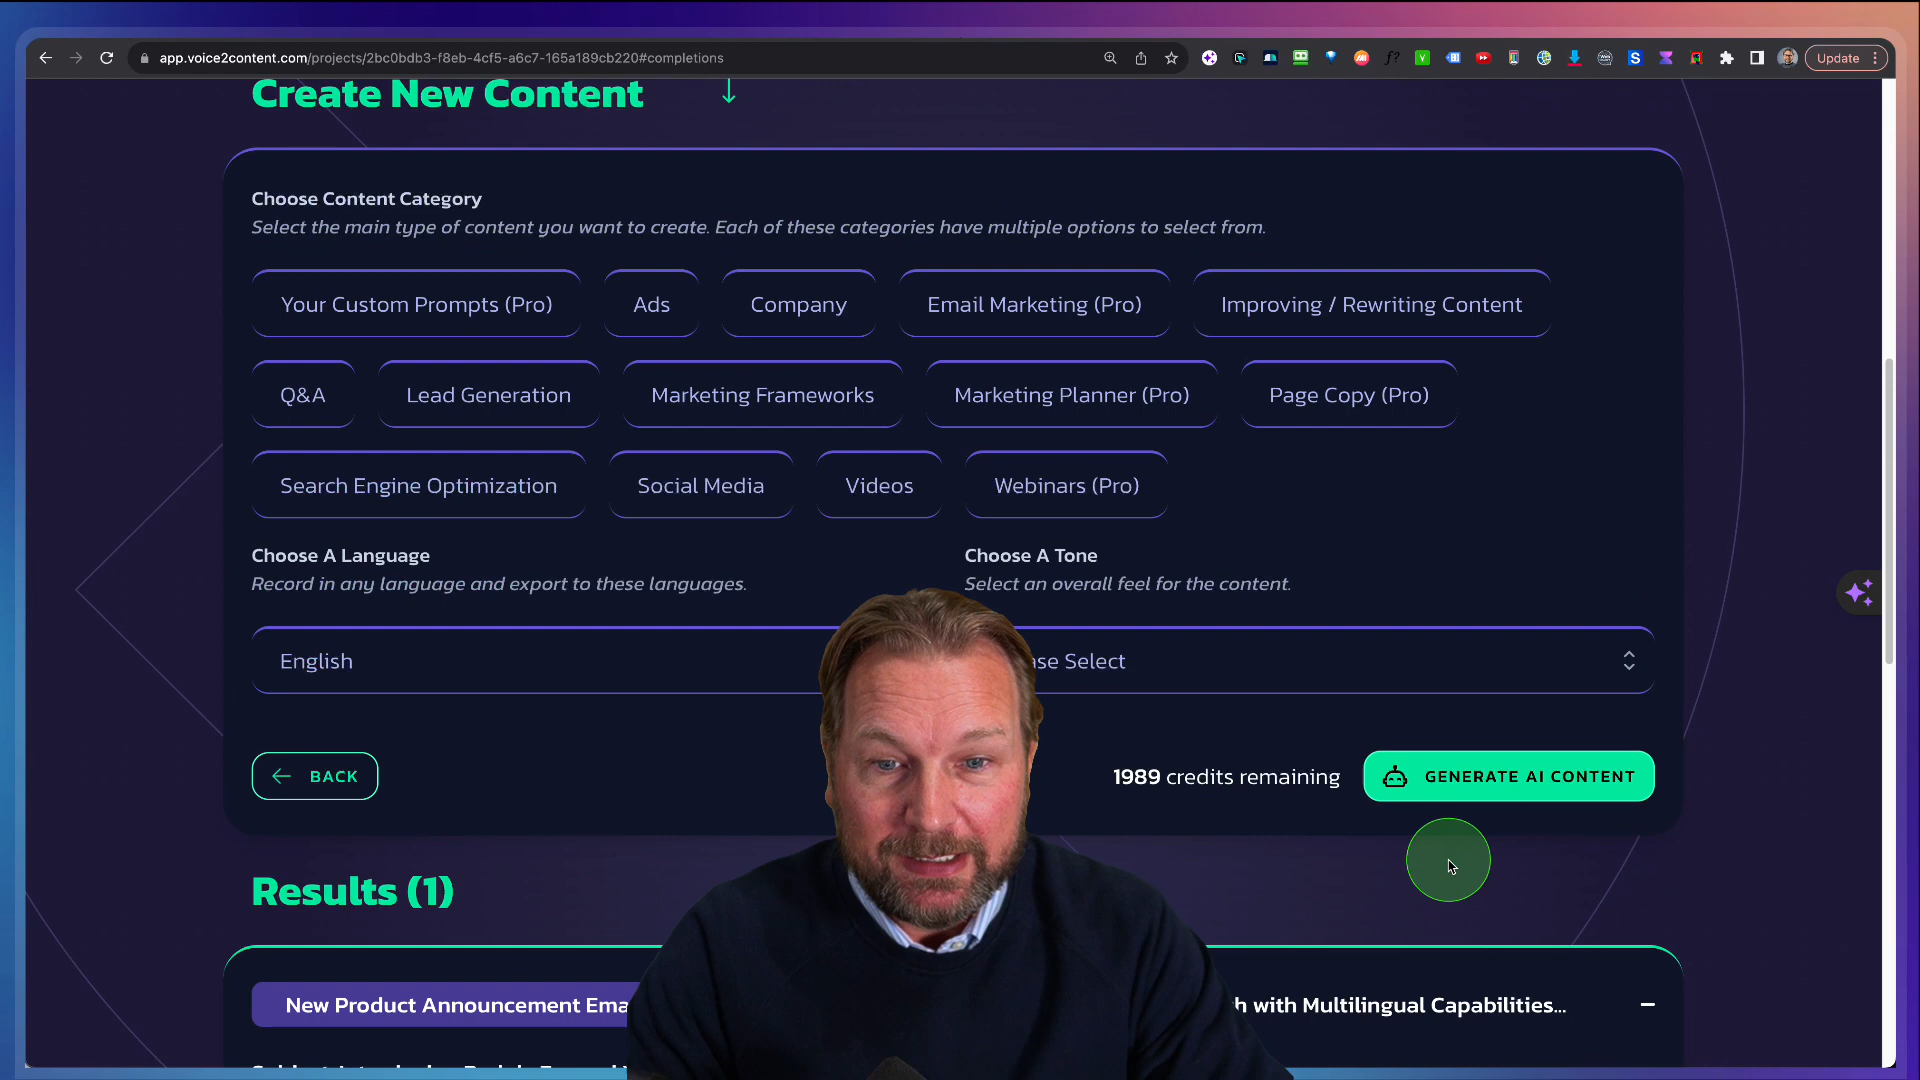 app.voice2content.com/projects/2bc0bdb3-f8eb-4cf5-a6c7-165a189cb220#completions
Update
Create New Content
Choose Content Category
Select the main type of content you want to create. Each of these categories have multiple options to select from.
Your Custom Prompts (Pro)
Ads
Company
Email Marketing (Pro)
Improving / Rewriting Content
Q&A
Lead Generation
Marketing Frameworks
Marketing Planner (Pro)
Page Copy (Pro)
Search Engine Optimization
Social Media
Videos
Webinars (Pro)
Choose A Language
Choose A Tone
Record in any language and export to these languages.
Select an overall feel for the content.
English
Select
BACK
1989 credits remaining
GENERATE AI CONTENT
Results (1)
New Product Announcement
with Multilingual Capabilities...